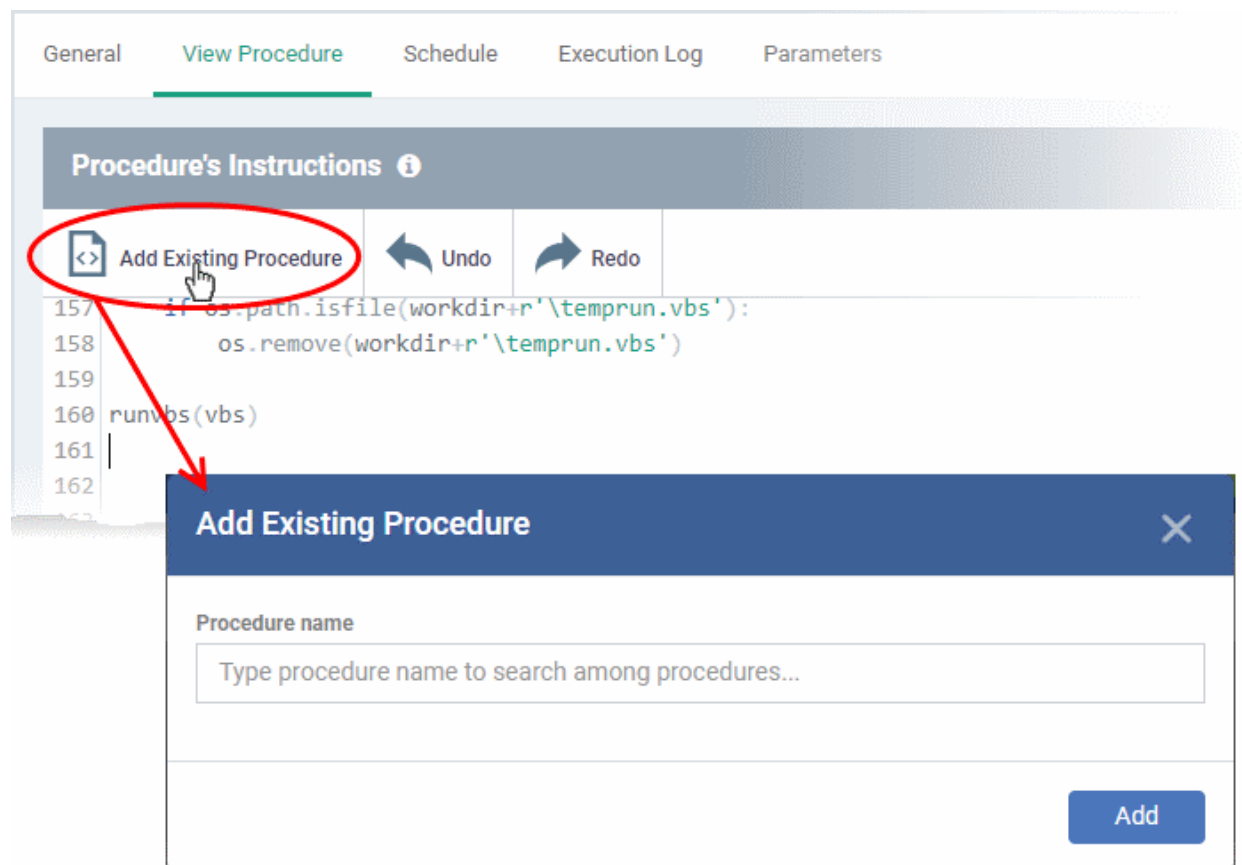 General View Procedure Schedule Execution Log Parameters
Procedure's Instructions
Add Existing Procedure Undo Redo
157 if os.path.isfile(workdir+r'\temprun.vbs'):
158 os.remove(workdir+r'\temprun.vbs')
159
160 runvbs(vbs)
161
162
Add Existing Procedure
Procedure name
Type procedure name to search among procedures...
Add